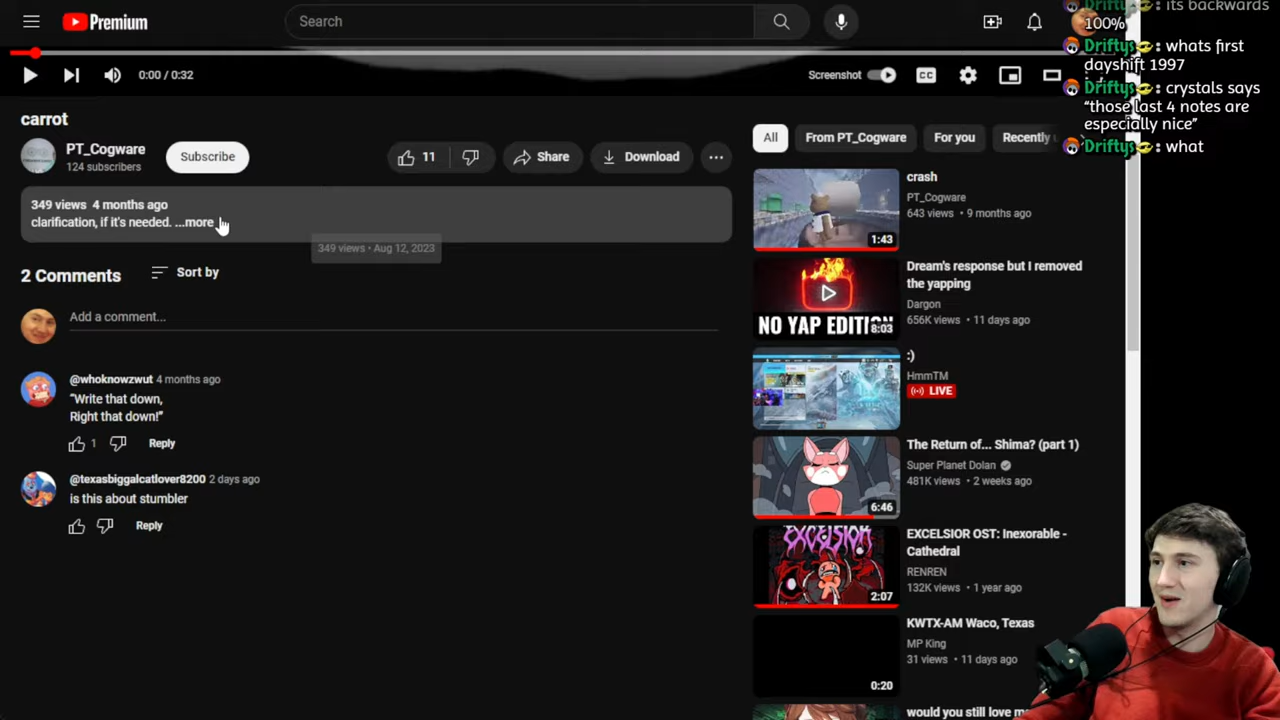 Premium
Search
Driftys : its backwards
100%
Driftys : whats first
dayshift 1997
Driftys : crystals says
“those last 4 notes are
especially nice”
Driftys : what
0:00 / 0:32
Screenshot
CC
carrot
PT_Cogware
124 subscribers
Subscribe
11
Share
Download
349 views 4 months ago
clarification, if it's needed. ...more
349 views • Aug 12, 2023
2 Comments
Sort by
Add a comment...
@whoknowzwut 4 months ago
“Write that down,
Right that down!”
1
Reply
@texasbiggalcatlover8200 2 days ago
is this about stumbler
Reply
All
From PT_Cogware
For you
Recently
crash
PT_Cogware
643 views • 9 months ago
1:43
Dream's response but I removed
the yapping
Dargon
656K views • 11 days ago
NO YAP EDITION
8:03
:)
HmmTM
LIVE
The Return of... Shima? (part 1)
Super Planet Dolan
481K views • 2 weeks ago
6:46
EXCELSIOR OST: Inexorable -
Cathedral
RENREN
132K views • 1 year ago
EXCELSIOR
2:07
KWTX-AM Waco, Texas
MP King
31 views • 11 days ago
0:20
would you still love